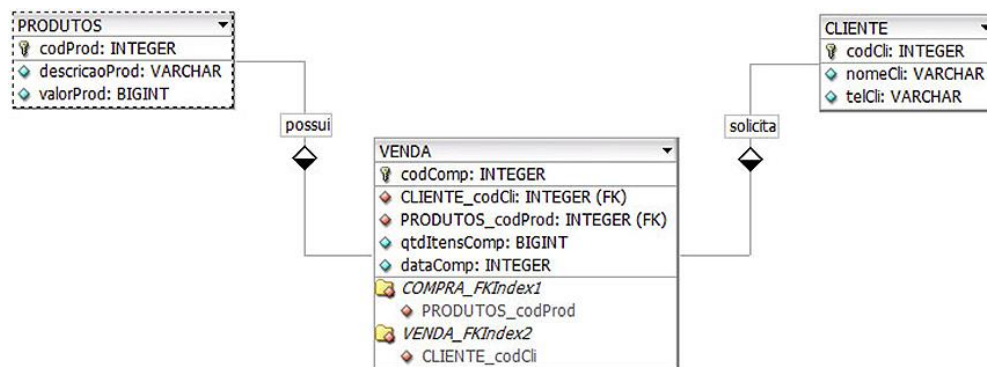 PRODUTOS
codProd: INTEGER
descricaoProd: VARCHAR
valorProd: BIGINT
possui
CLIENTE
codCli: INTEGER
nomeCli: VARCHAR
telCli: VARCHAR
solicita
VENDA
codComp: INTEGER
CLIENTE_codCli: INTEGER (FK)
PRODUTOS_codProd: INTEGER (FK)
qtdItensComp: BIGINT
dataComp: INTEGER
COMPRA_FKIndex1
PRODUTOS_codProd
VENDA_FKIndex2
CLIENTE_codCli